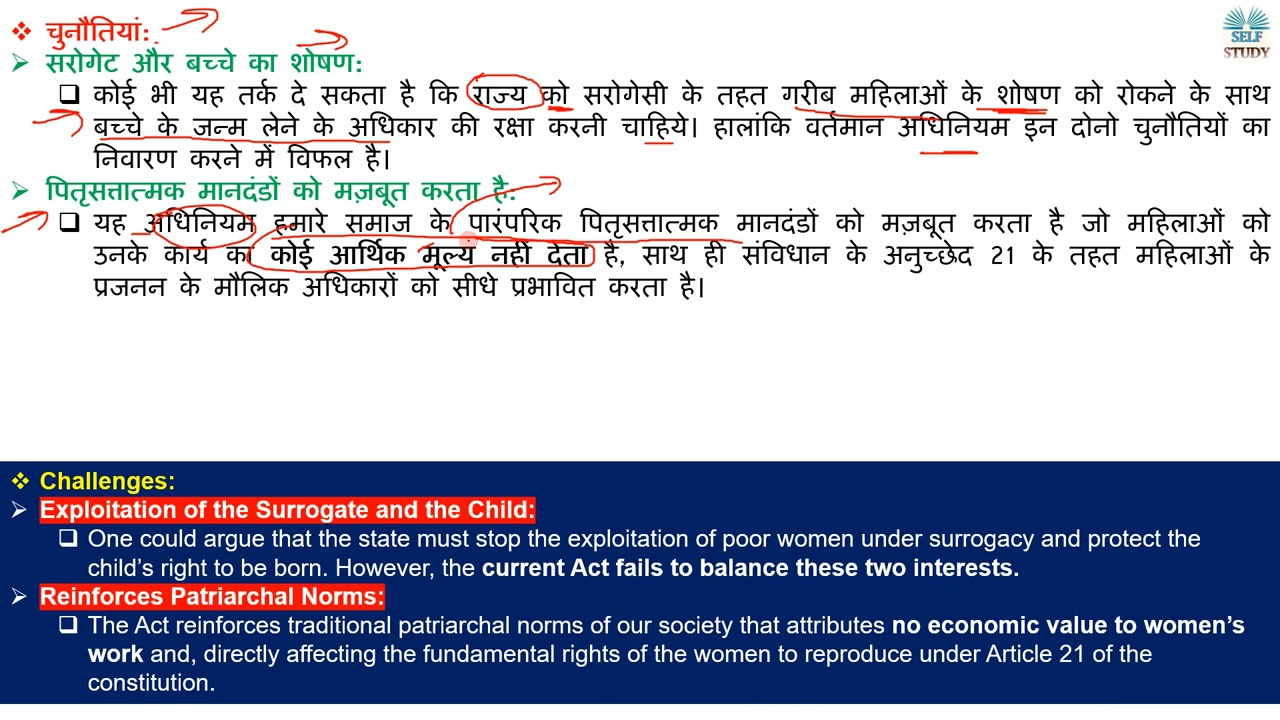 ❖ चुनौतियां:
➢ सरोगेट और बच्चे का शोषण:
❑ कोई भी यह तर्क दे सकता है कि राज्य को सरोगेसी के तहत गरीब महिलाओं के शोषण को रोकने के साथ
बच्चे के जन्म लेने के अधिकार की रक्षा करनी चाहिये। हालांकि वर्तमान अधिनियम इन दोनो चुनौतियों का
निवारण करने में विफल है।
➢ पितृसत्तात्मक मानदंडों को मज़बूत करता है:
❑ यह अधिनियम हमारे समाज के पारंपरिक पितृसत्तात्मक मानदंडों को मज़बूत करता है जो महिलाओं को
उनके कार्य का कोई आर्थिक मूल्य नहीं देता है, साथ ही संविधान के अनुच्छेद 21 के तहत महिलाओं के
प्रजनन के मौलिक अधिकारों को सीधे प्रभावित करता है।
SELF
STUDY
❖ Challenges:
➢ Exploitation of the Surrogate and the Child:
❑ One could argue that the state must stop the exploitation of poor women under surrogacy and protect the
child’s right to be born. However, the current Act fails to balance these two interests.
➢ Reinforces Patriarchal Norms:
❑ The Act reinforces traditional patriarchal norms of our society that attributes no economic value to women’s
work and, directly affecting the fundamental rights of the women to reproduce under Article 21 of the
constitution.